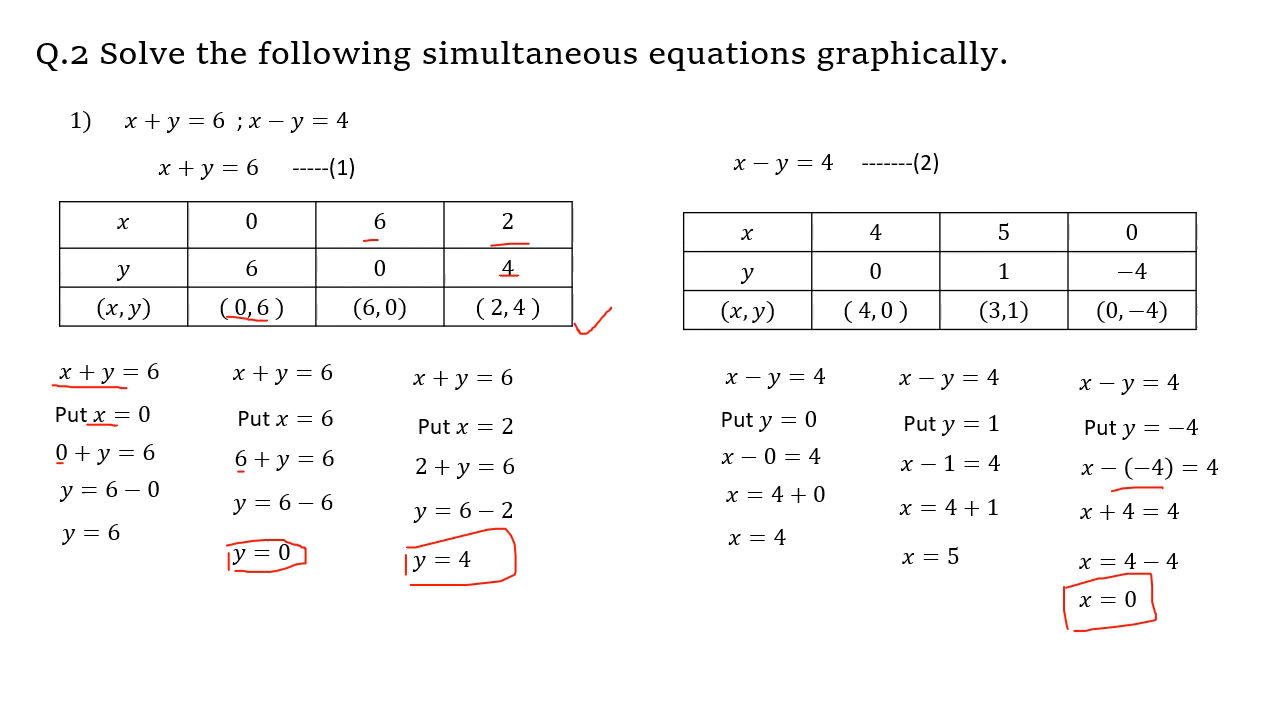 Q.2 Solve the following simultaneous equations graphically.
1) x + y = 6 ; x − y = 4
x + y = 6 -----(1)
x 0 6 2
y 6 0 4
(x, y) ( 0, 6 ) (6, 0) ( 2, 4 )
x + y = 6
Put x = 0
0 + y = 6
y = 6 − 0
y = 6
x + y = 6
Put x = 6
6 + y = 6
y = 6 − 6
y = 0
x + y = 6
Put x = 2
2 + y = 6
y = 6 − 2
y = 4
x − y = 4 -------(2)
x 4 5 0
y 0 1 −4
(x, y) ( 4, 0 ) (3,1) (0, −4)
x − y = 4
Put y = 0
x − 0 = 4
x = 4 + 0
x = 4
x − y = 4
Put y = 1
x − 1 = 4
x = 4 + 1
x = 5
x − y = 4
Put y = −4
x − (−4) = 4
x + 4 = 4
x = 4 − 4
x = 0